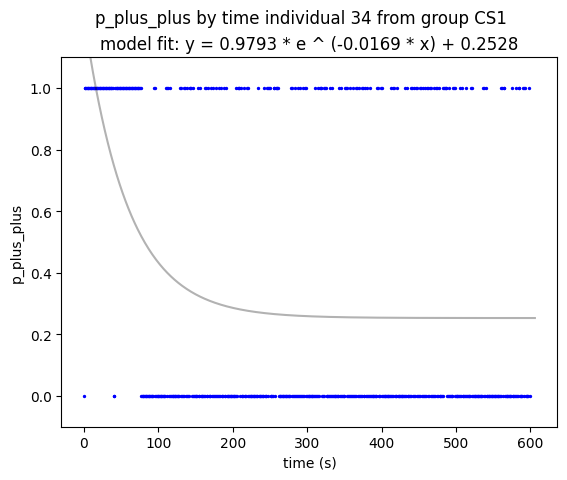 p_plus_plus by time individual 34 from group CS1
model fit: y = 0.9793 * e ^ (-0.0169 * x) + 0.2528
1.0
0.8
0.6
0.4
0.2
0.0
p_plus_plus
0 100 200 300 400 500 600
time (s)